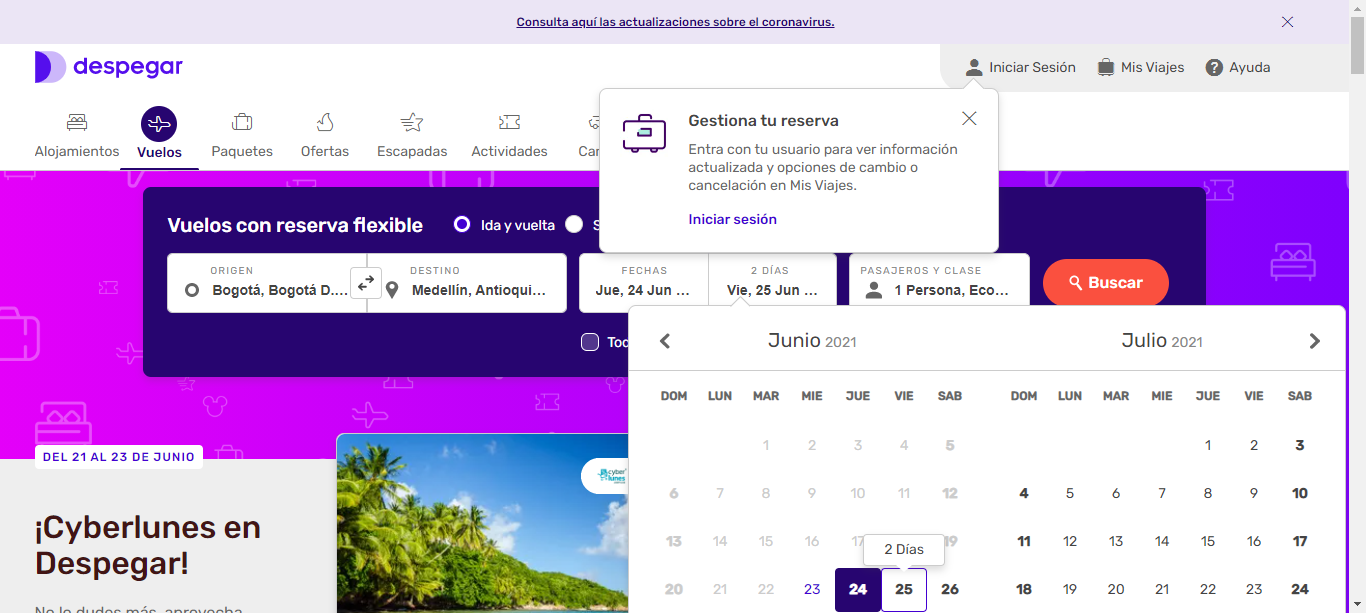 Consulta aquí las actualizaciones sobre el coronavirus.
despegar
Iniciar Sesión
Mis Viajes
Ayuda
Alojamientos
Vuelos
Paquetes
Ofertas
Escapadas
Actividades
Gestiona tu reserva
Entra con tu usuario para ver información
actualizada y opciones de cambio o
cancelación en Mis Viajes.
Iniciar sesión
Vuelos con reserva flexible
Ida y vuelta
ORIGEN
Bogotá, Bogotá D....
DESTINO
Medellín, Antioqui...
FECHAS
Jue, 24 Jun ...
2 DÍAS
Vie, 25 Jun ...
PASAJEROS Y CLASE
1 Persona, Eco...
Buscar
Junio 2021
DOM LUN MAR MIE JUE VIE SAB
1 2 3 4 5
6 7 8 9 10 11 12
13 14 15 16 17 19
2 Días
20 21 22 23 24 25 26
Julio 2021
DOM LUN MAR MIE JUE VIE SAB
1 2 3
4 5 6 7 8 9 10
11 12 13 14 15 16 17
18 19 20 21 22 23 24
DEL 21 AL 23 DE JUNIO
cyber
lunes
¡Cyberlunes en
Despegar!
No lo dudes más, aprovecha